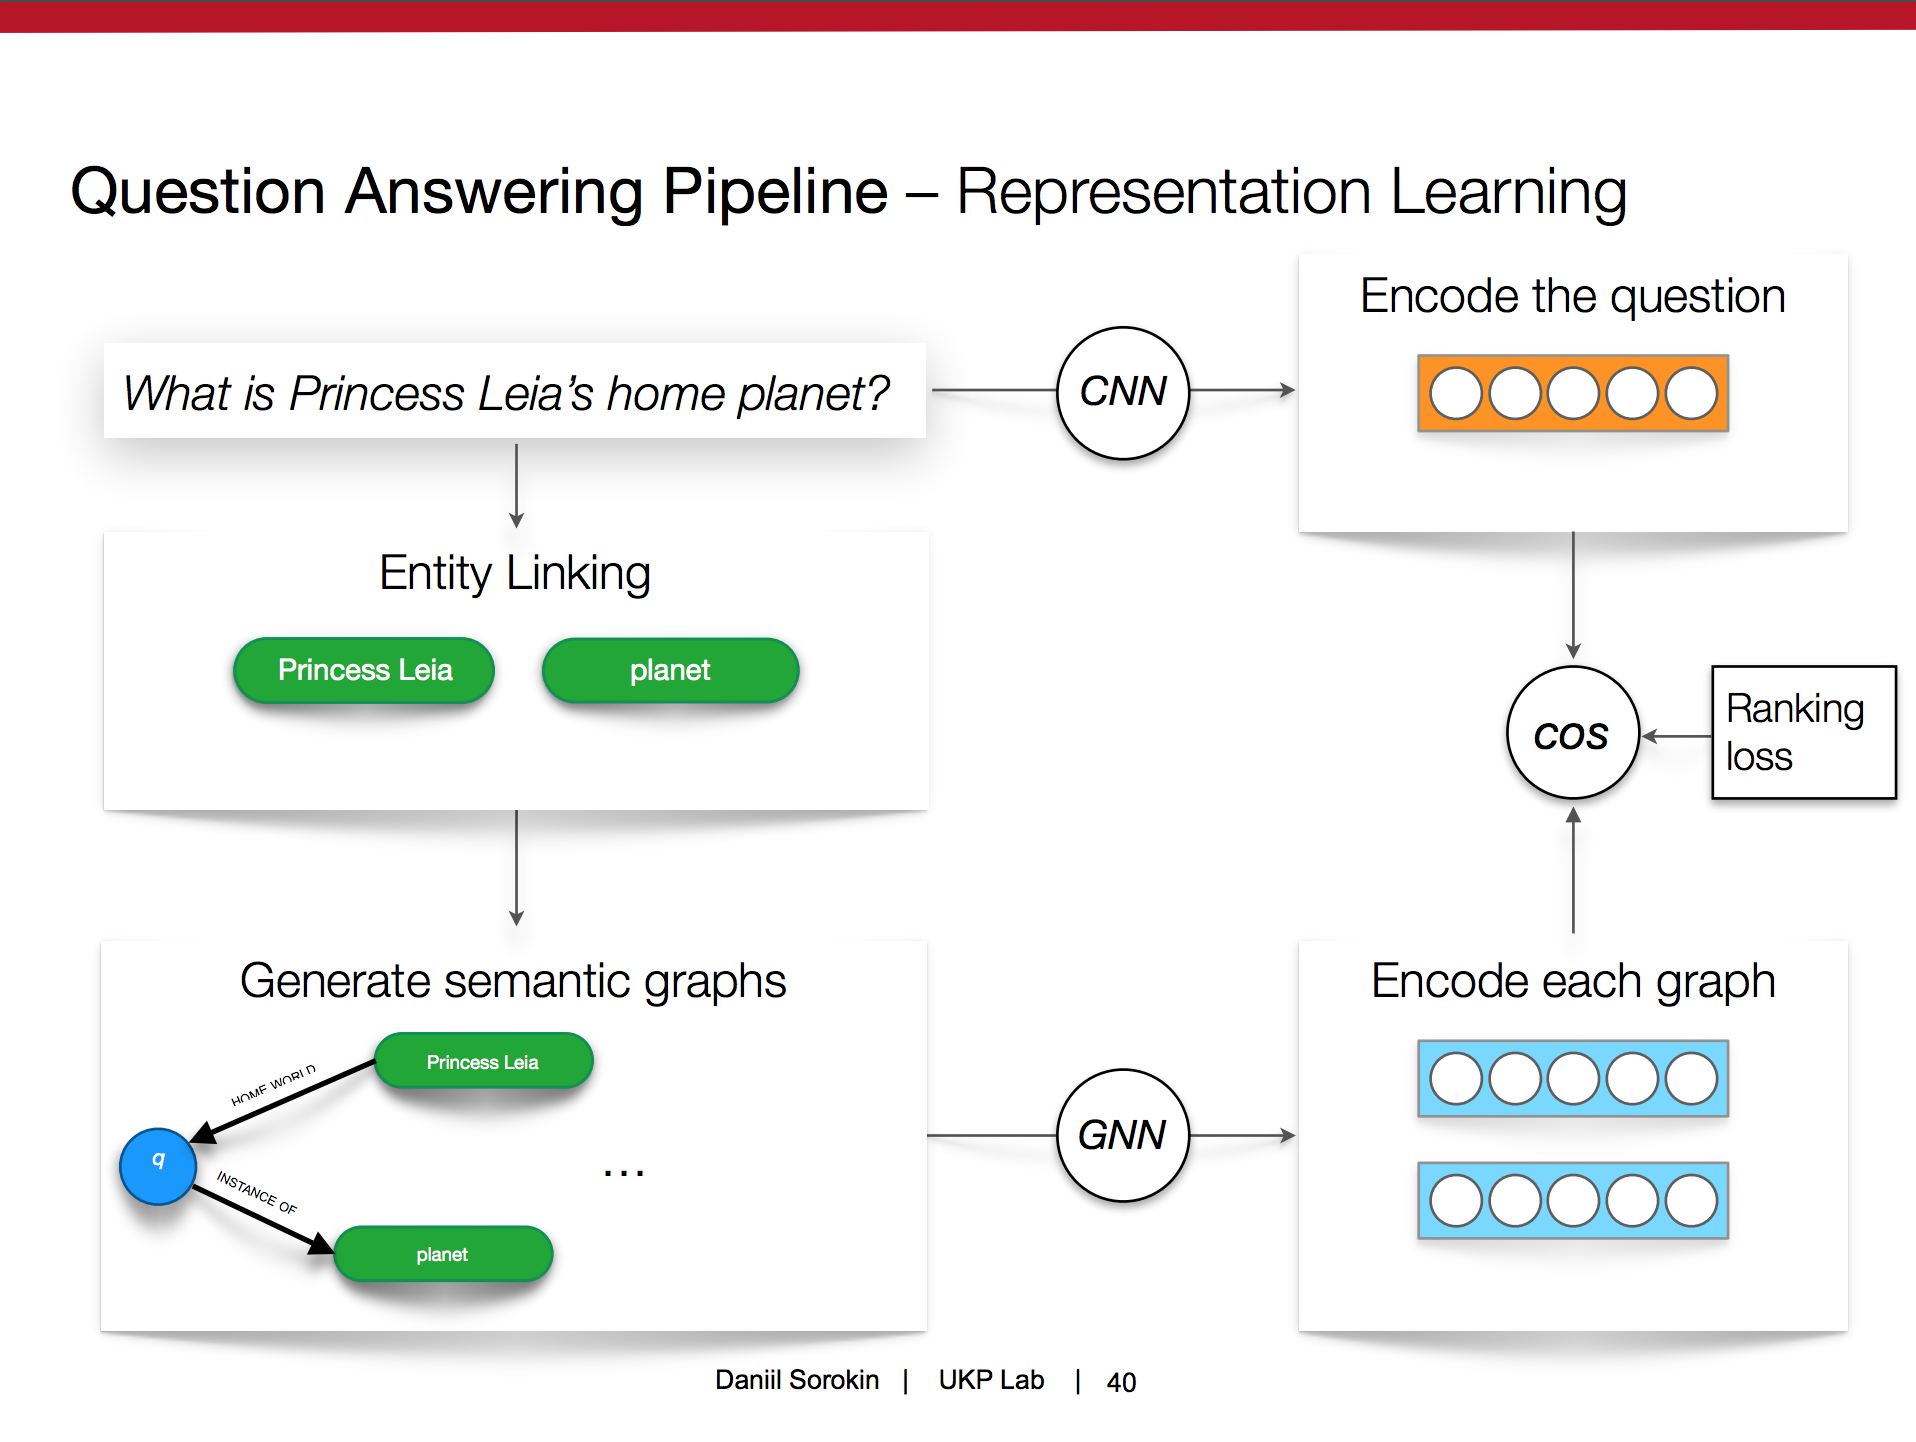 Question Answering Pipeline – Representation Learning
What is Princess Leia's home planet?
CNN
Encode the question
Entity Linking
Princess Leia
planet
cos
Ranking
loss
Generate semantic graphs
Princess Leia
HOME WORLD
q
INSTANCE OF
planet
...
GNN
Encode each graph
Daniil Sorokin | UKP Lab | 40